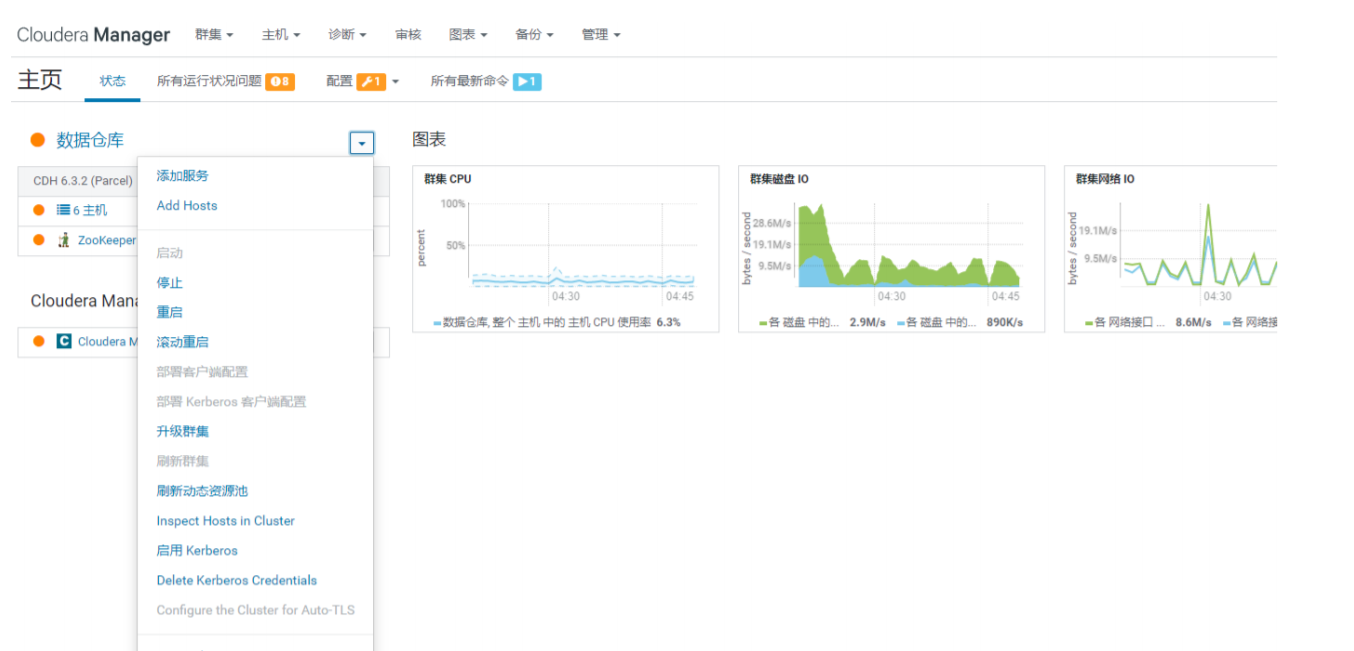 Cloudera Manager 群集 主机 诊断 审核 图表 备份 管理
主页 状态 所有运行状况问题 8 配置 1 所有最新命令 1
数据仓库
图表
CDH 6.3.2 (Parcel)
6 主机
ZooKeeper
Cloudera Mana
C Cloudera M
添加服务
Add Hosts
启动
停止
重启
滚动重启
部署客户端配置
部署 Kerberos 客户端配置
升级群集
刷新群集
刷新动态资源池
Inspect Hosts in Cluster
启用 Kerberos
Delete Kerberos Credentials
Configure the Cluster for Auto-TLS
群集 CPU
percent
100%
50%
04:30 04:45
数据仓库, 整个 主机 中的 主机 CPU 使用率 6.3%
群集磁盘 IO
bytes / second
28.6M/s
19.1M/s
9.5M/s
04:30 04:45
各 磁盘 中的... 2.9M/s 各 磁盘 中的... 890K/s
群集网络 IO
bytes / second
19.1M/s
9.5M/s
04:30
各 网络接口 ... 8.6M/s 各 网络接